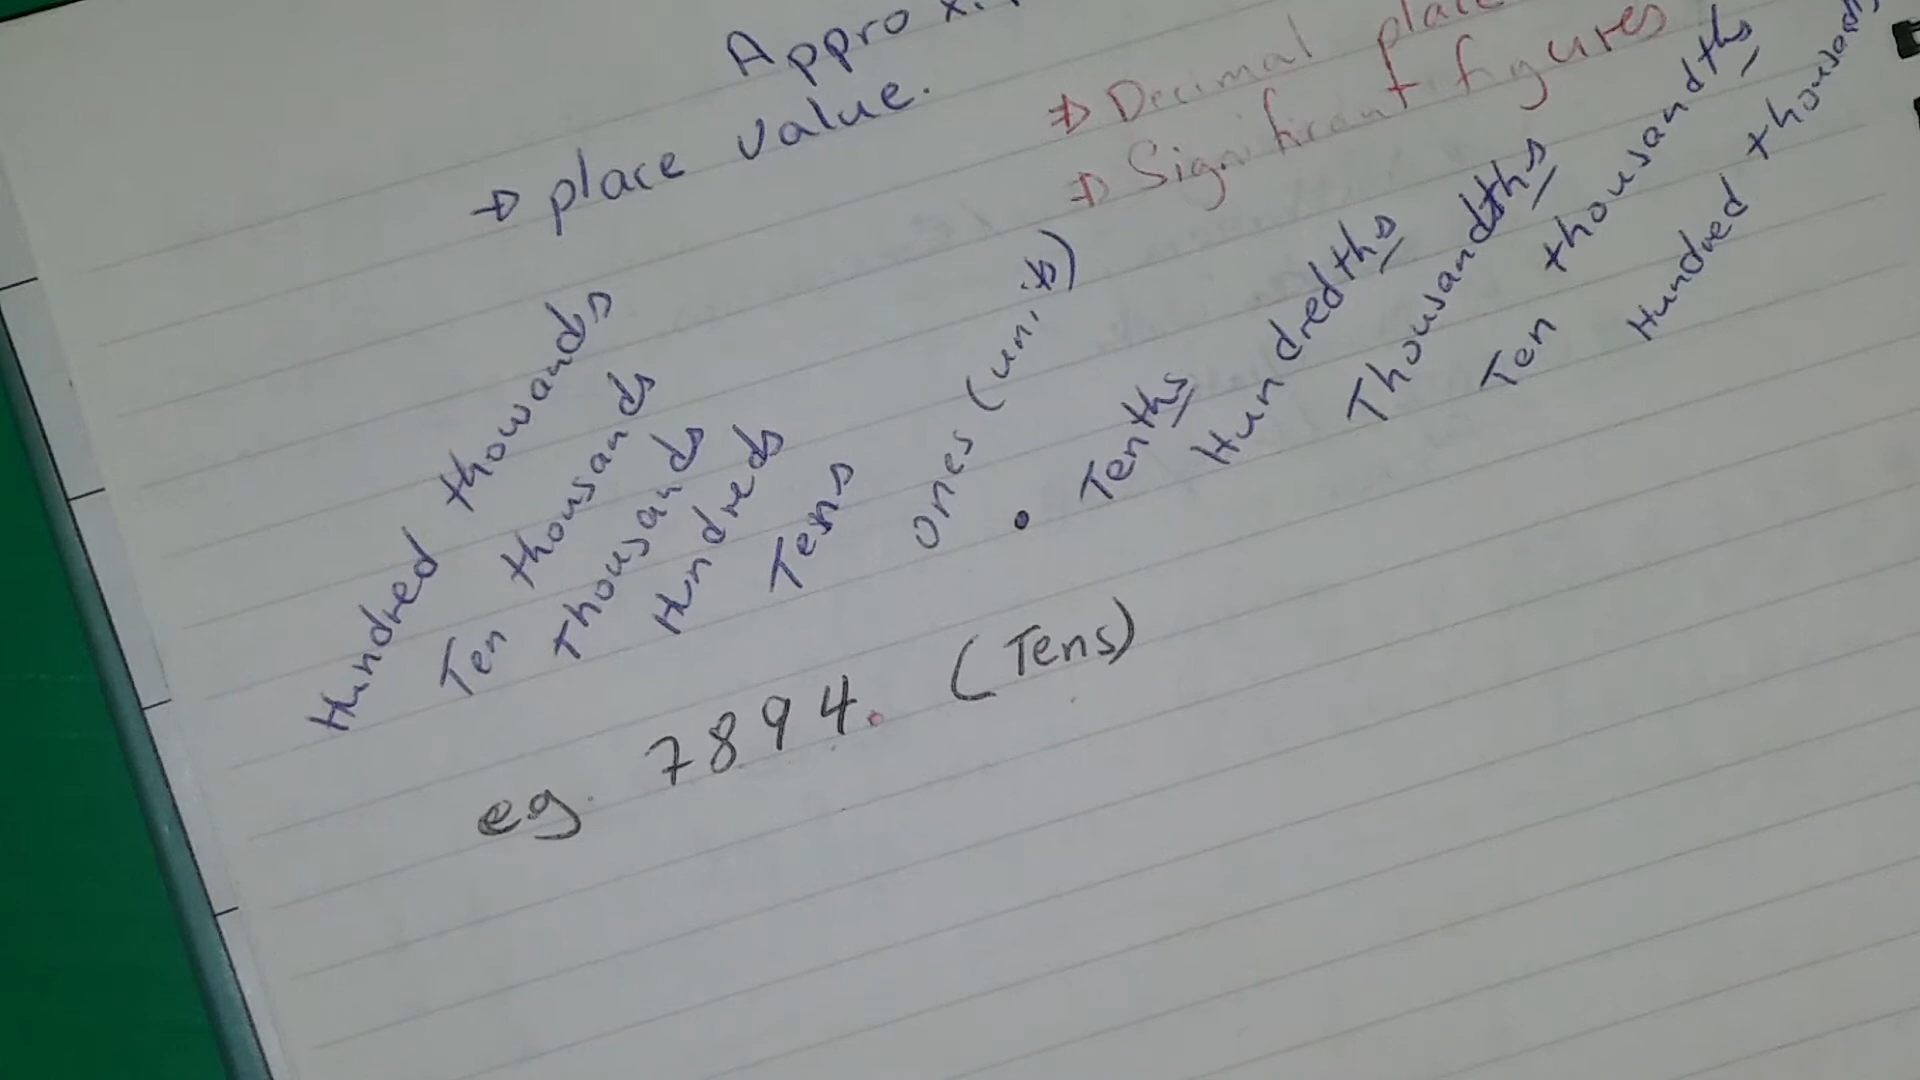 Approx.
→ place value.
⇒ Decimal place
⇒ Significant figures
Hundred thousands
Ten thousands
Thousands
Hundreds
Tens
ones (units)
.
Tenths
Hundredths
Thousandths
Ten thousandths
Hundred
eg. 7894. (Tens)